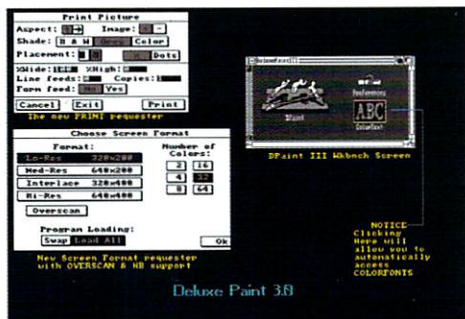 Print Picture
Aspect: Image:
Shade: B & W Grey Color
Placement: Dots
XWide: XHigh:
Line feeds: Copies:
Form feed: No Yes
Cancel Exit Print
The new PRINT requester
Choose Screen Format
Format: Number of Colors:
Lo-Res 320x200 2 16
Med-Res 640x200 4 32
Interlace 320x400 8 64
Hi-Res 640x400
Overscan
Program Loading:
Swap Load All Ok
New Screen Format requester
with OVERSCAN & HB support
DPaint
Preferences
ABC
ColorText
DPaint III Wkbnch Screen
NOTICE
Clicking
Here will
allow you to
automatically
access
COLORFONTS
Deluxe Paint 3.0